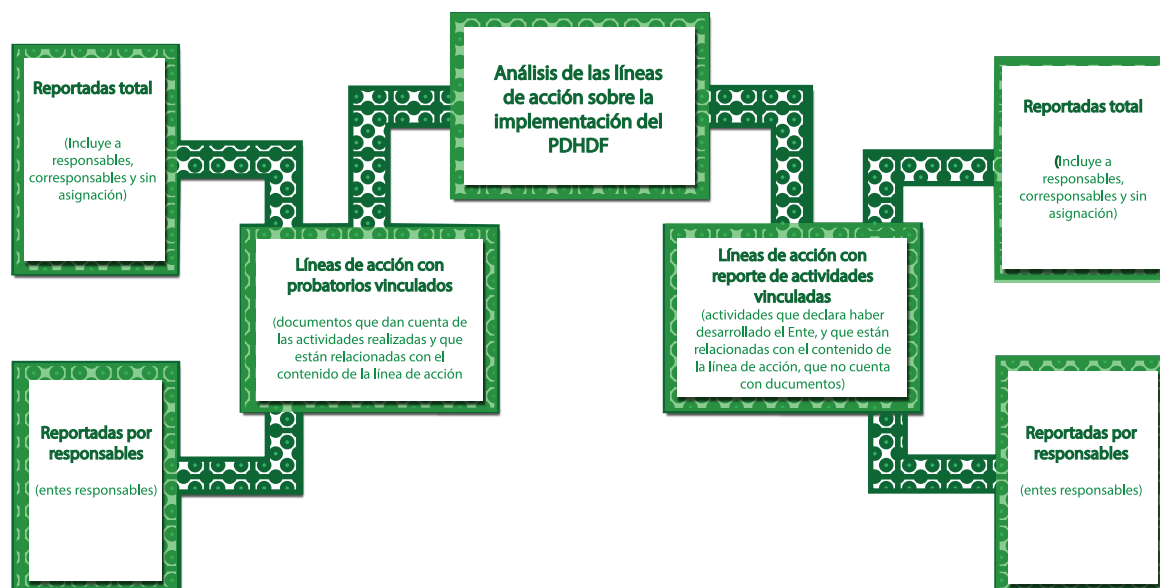 Análisis de las líneas
de acción sobre la
implementación del
PDHDF
Reportadas total
(Incluye a
responsables,
corresponsables y sin
asignación)
Reportadas total
(Incluye a
responsables,
corresponsables y sin
asignación)
Líneas de acción con
probatorios vinculados
(documentos que dan cuenta de
las actividades realizadas y que
están relacionadas con el
contenido de la línea de acción
Líneas de acción con
reporte de actividades
vinculadas
(actividades que declara haber
desarrollado el Ente, y que están
relacionadas con el contenido de
la línea de acción, que no cuenta
con ducumentos)
Reportadas por
responsables
(entes responsables)
Reportadas por
responsables
(entes responsables)